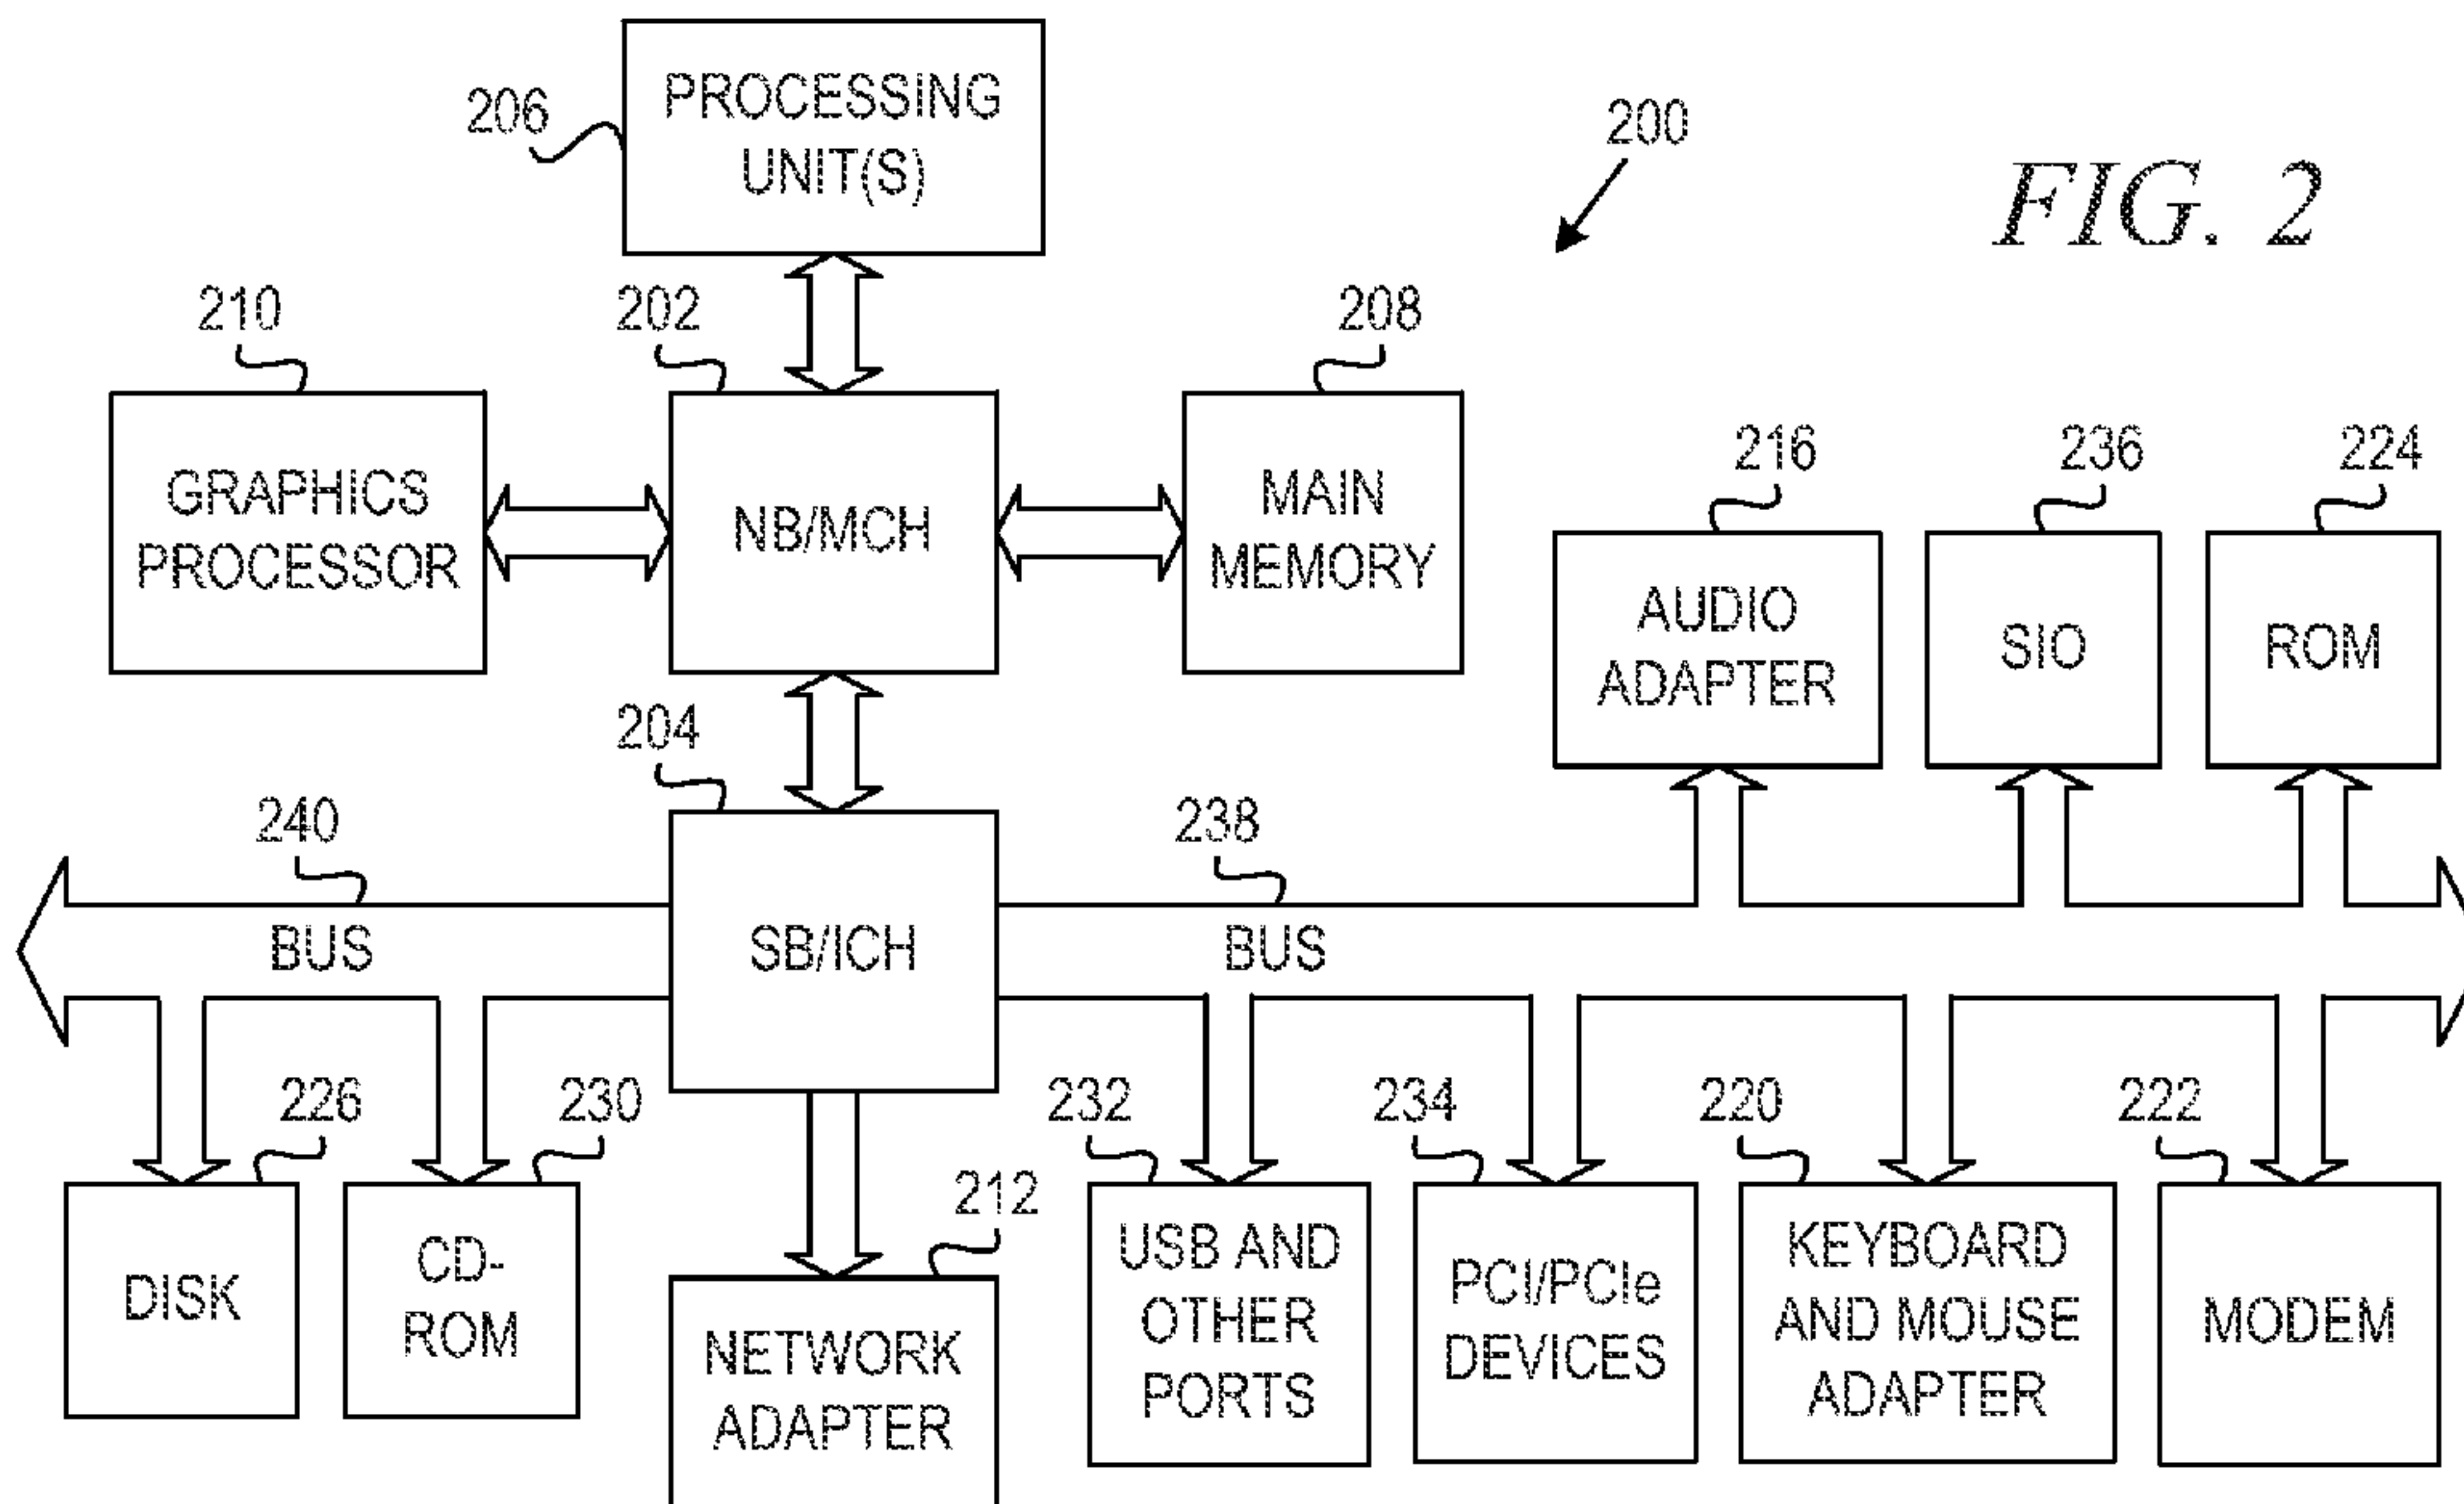 PROCESSING
UNIT(S)
206
200
FIG. 2
210
202
208
GRAPHICS
PROCESSOR
NB/MCH
MAIN
MEMORY
216
236
224
AUDIO
ADAPTER
SIO
ROM
204
240
238
BUS
SB/ICH
BUS
226
230
232
234
220
222
212
DISK
CD-
ROM
NETWORK
ADAPTER
USB AND
OTHER
PORTS
PCI/PCIe
DEVICES
KEYBOARD
AND MOUSE
ADAPTER
MODEM